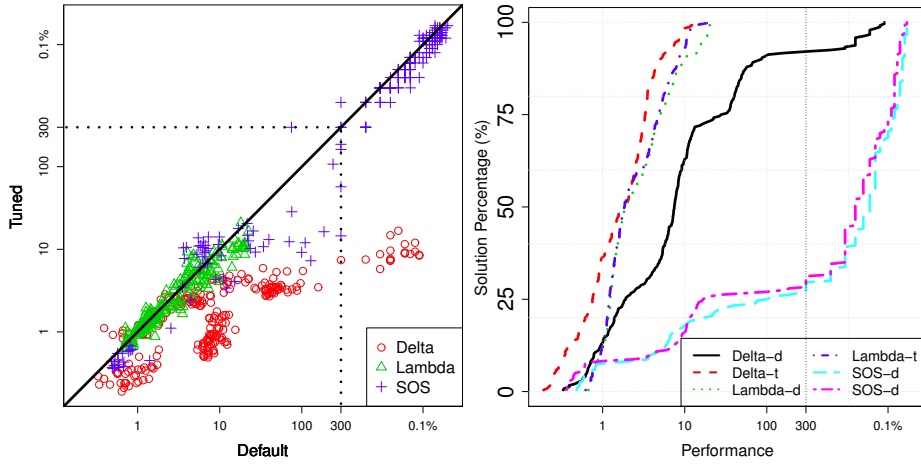 0.1%
300
100
10
1
Tuned
1
10
100
300
0.1%
Default
Delta
Lambda
SOS
100
75
50
25
0
Solution Percentage (%)
1
10
100
300
0.1%
Performance
Delta-d
Delta-t
Lambda-d
Lambda-t
SOS-d
SOS-d